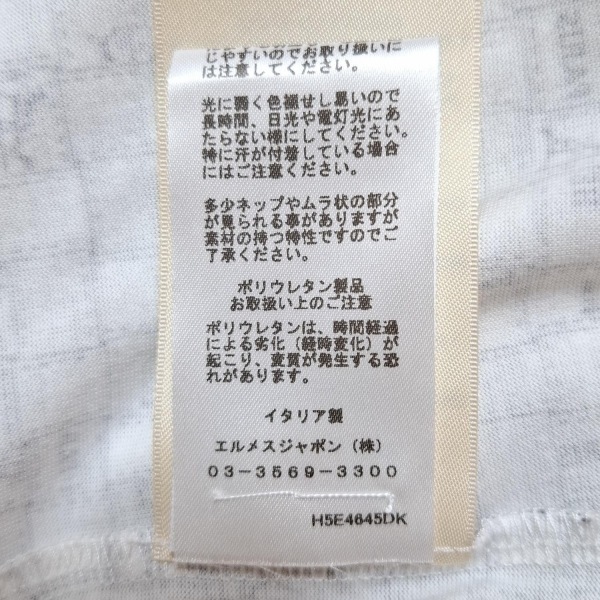 じやすいのでお取り扱いに
は注意してください。
光に弱く色褪せし易いので
長時間、日光や電灯光にあ
たらない様にしてください。
特に汗が付着している場合
にはご注意ください。
多少ネップやムラ状の部分
が見られる事がありますが
素材の持つ特性ですのでご
了承ください。
ポリウレタン製品
お取扱い上のご注意
ポリウレタンは、時間経過
による劣化（経時変化）が
起こり、変質が発生する恐
れがあります。
イタリア製
エルメスジャポン（株）
03-3569-3300
H5E4645DK